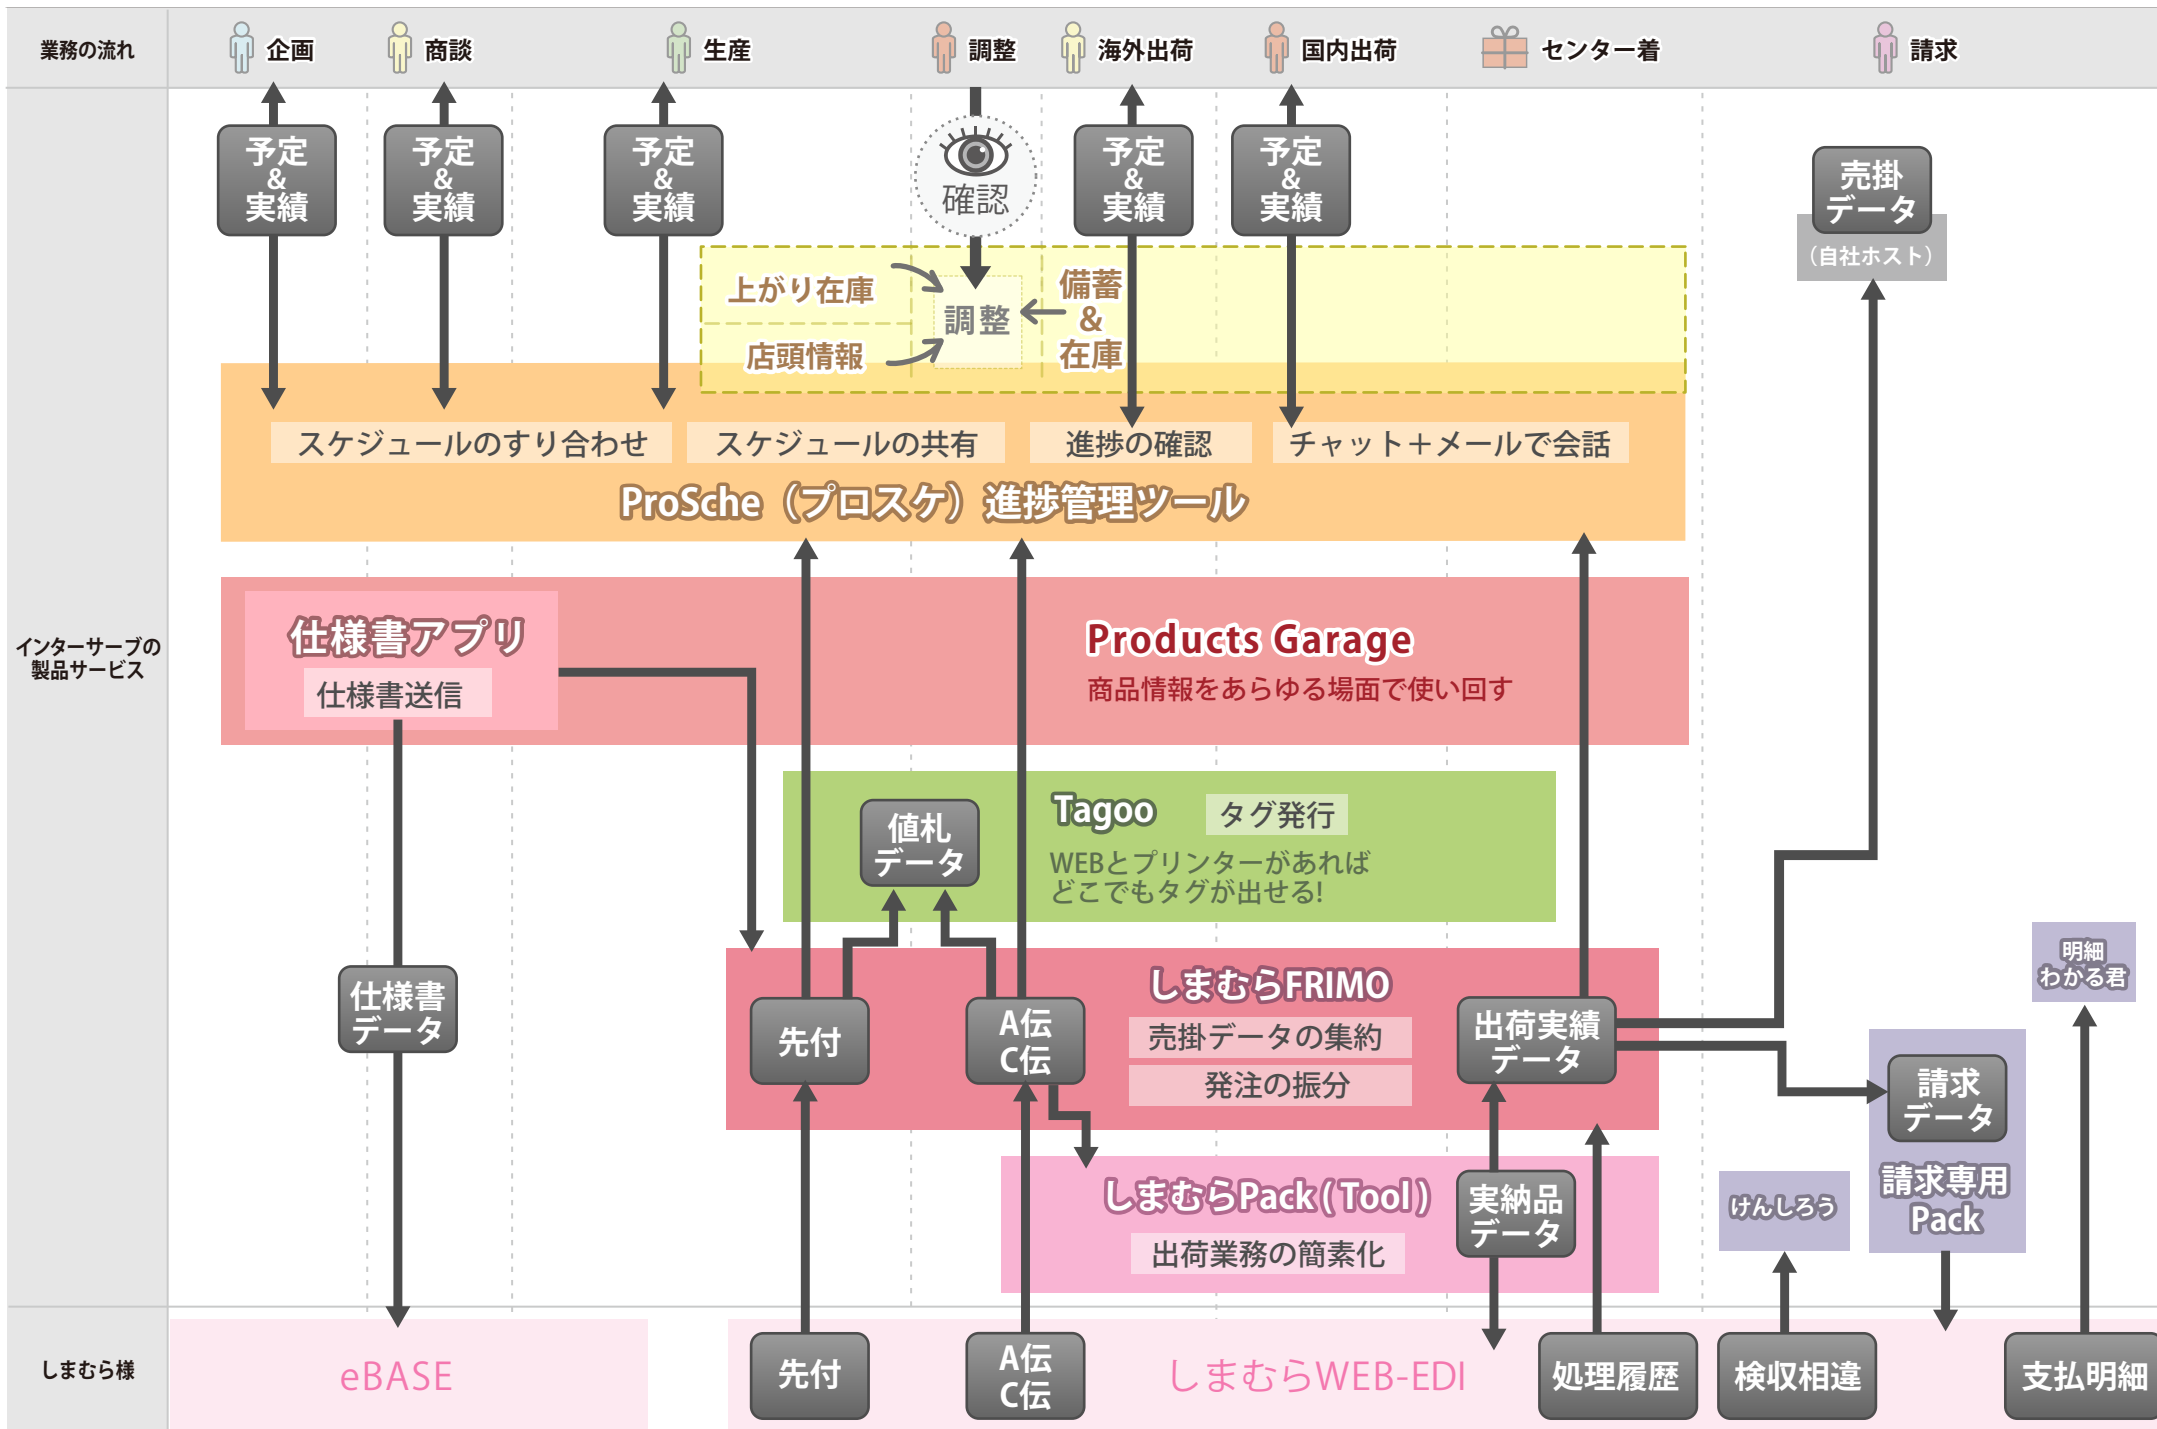 業務の流れ
企画
商談
生産
調整
海外出荷
国内出荷
センター着
請求
予定
&
実績
予定
&
実績
予定
&
実績
確認
予定
&
実績
予定
&
実績
売掛
データ
（自社ホスト）
上がり在庫
店頭情報
調整
備蓄
&
在庫
スケジュールのすり合わせ
スケジュールの共有
進捗の確認
チャット＋メールで会話
ProSche（プロスケ）進捗管理ツール
インターサーブの
製品サービス
仕様書アプリ
仕様書送信
Products Garage
商品情報をあらゆる場面で使い回す
値札
データ
Tagoo
タグ発行
WEBとプリンターがあれば
どこでもタグが出せる!
仕様書
データ
先付
A伝
C伝
しまむらFRIMO
売掛データの集約
発注の振分
出荷実績
データ
明細
わかる君
請求
データ
請求専用
Pack
しまむらPack ( Tool )
出荷業務の簡素化
実納品
データ
けんしろう
しまむら様
eBASE
先付
A伝
C伝
しまむらWEB-EDI
処理履歴
検収相違
支払明細